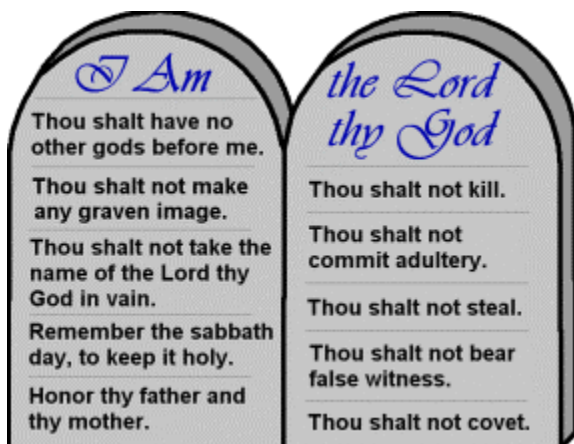 I Am
Thou shalt have no
other gods before me.
Thou shalt not make
any graven image.
Thou shalt not take the
name of the Lord thy
God in vain.
Remember the sabbath
day, to keep it holy.
Honor thy father and
thy mother.
the Lord
thy God
Thou shalt not kill.
Thou shalt not
commit adultery.
Thou shalt not steal.
Thou shalt not bear
false witness.
Thou shalt not covet.